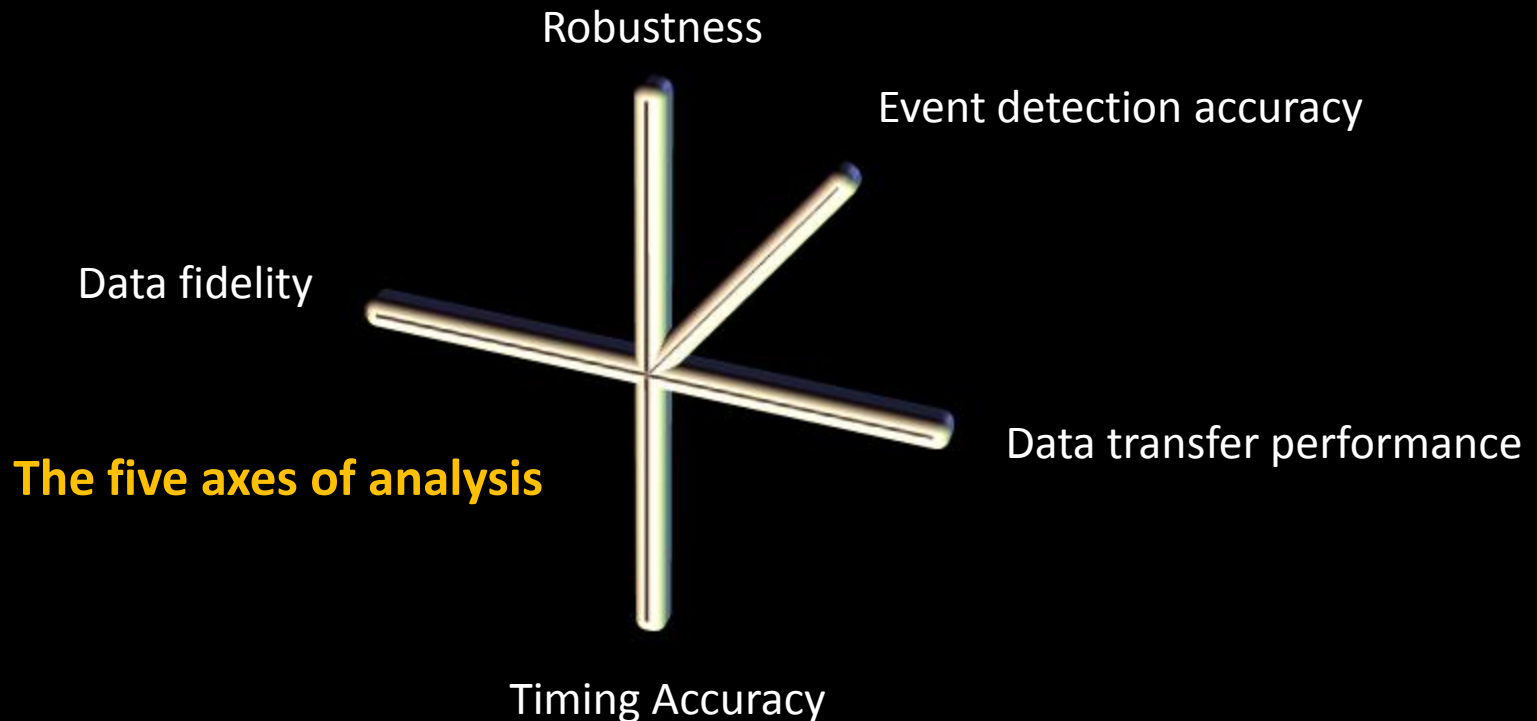 Robustness
Event detection accuracy
Data fidelity
Data transfer performance
The five axes of analysis
Timing Accuracy